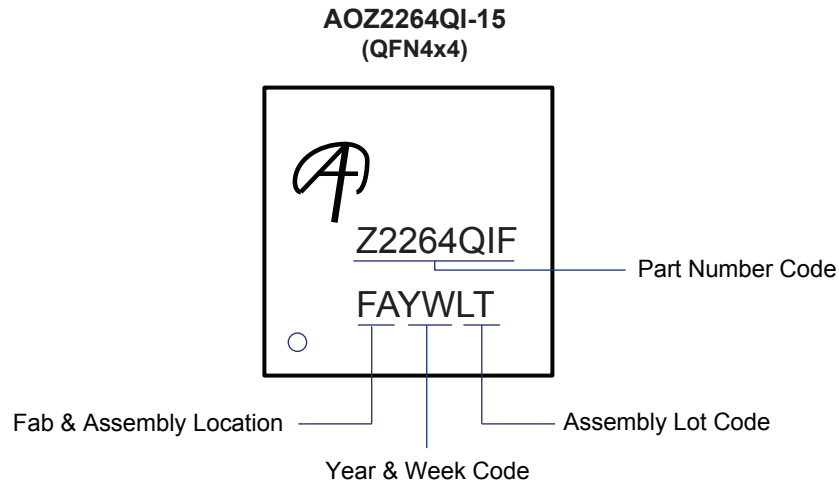 AOZ2264QI-15
(QFN4x4)
Z2264QIF
Part Number Code
FAYWLT
Fab & Assembly Location
Assembly Lot Code
Year & Week Code